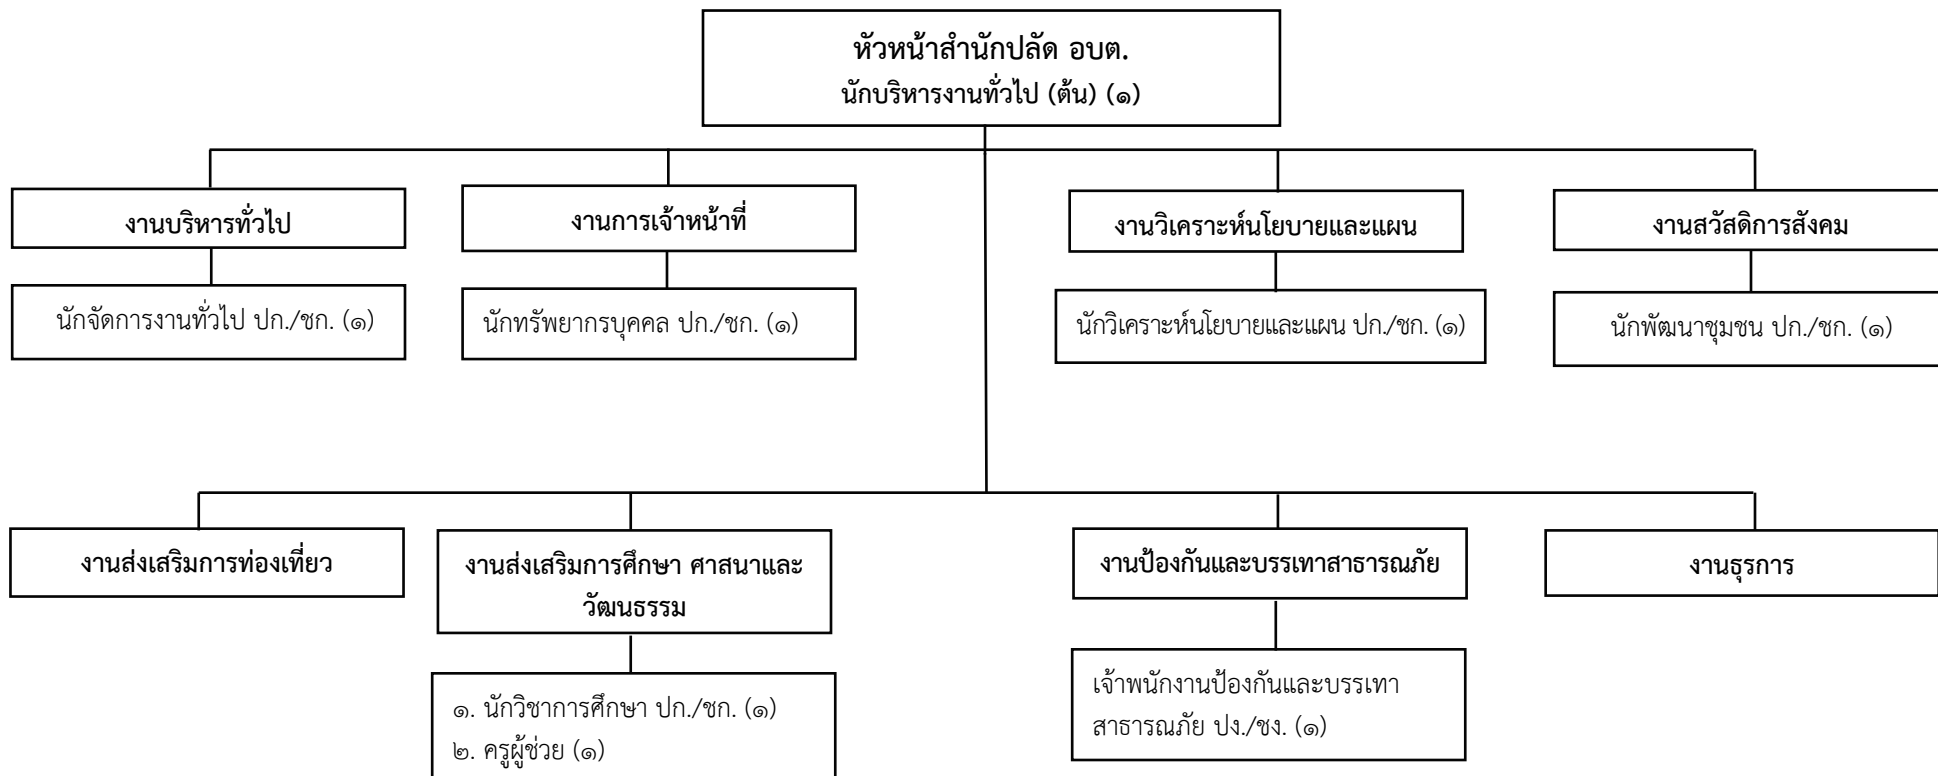 หัวหน้าสำนักปลัด อบต.
นักบริหารงานทั่วไป (ต้น) (๑)
งานบริหารทั่วไป
นักจัดการงานทั่วไป ปก./ชก. (๑)
งานการเจ้าหน้าที่
นักทรัพยากรบุคคล ปก./ชก. (๑)
งานวิเคราะห์นโยบายและแผน
นักวิเคราะห์นโยบายและแผน ปก./ชก. (๑)
งานสวัสดิการสังคม
นักพัฒนาชุมชน ปก./ชก. (๑)
งานส่งเสริมการท่องเที่ยว
งานส่งเสริมการศึกษา ศาสนาและ
วัฒนธรรม
๑. นักวิชาการศึกษา ปก./ชก. (๑)
๒. ครูผู้ช่วย (๑)
งานป้องกันและบรรเทาสาธารณภัย
เจ้าพนักงานป้องกันและบรรเทา
สาธารณภัย ปง./ชง. (๑)
งานธุรการ